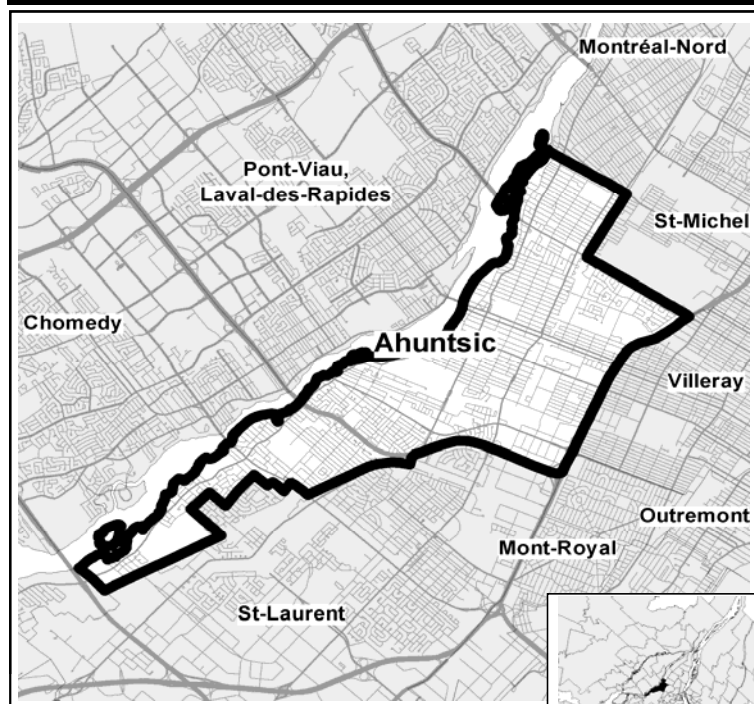 Montréal-Nord
Pont-Viau,
Laval-des-Rapides
St-Michel
Chomedy
Ahuntsic
Villeray
Outremont
Mont-Royal
St-Laurent